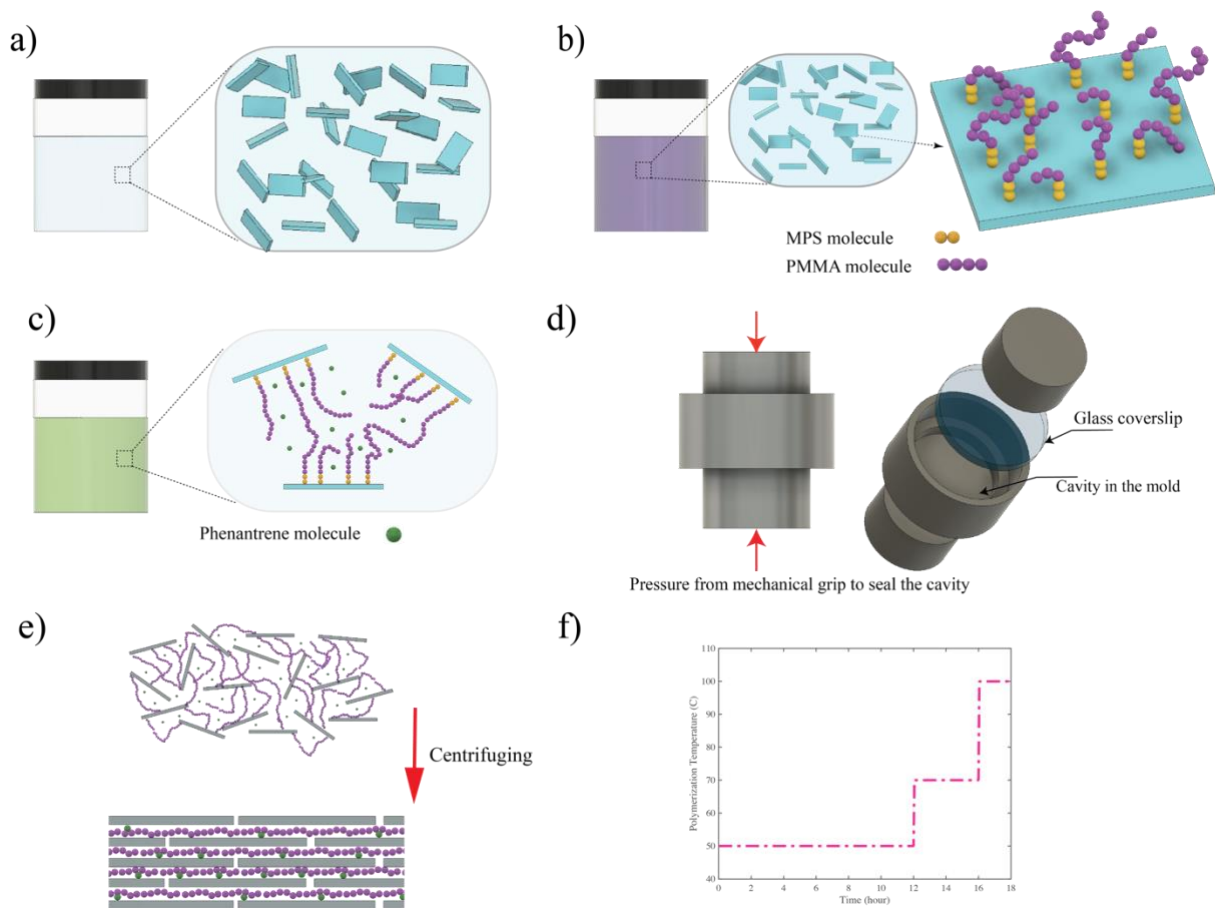 a)
b)
MPS molecule
PMMA molecule
c)
Phenantrene molecule
d)
Glass coverslip
Cavity in the mold
Pressure from mechanical grip to seal the cavity
e)
Centrifuging
f)
Polymerization Temperature (C)
110
100
90
80
70
60
50
40
0 2 4 6 8 10 12 14 16 18
Time (hour)